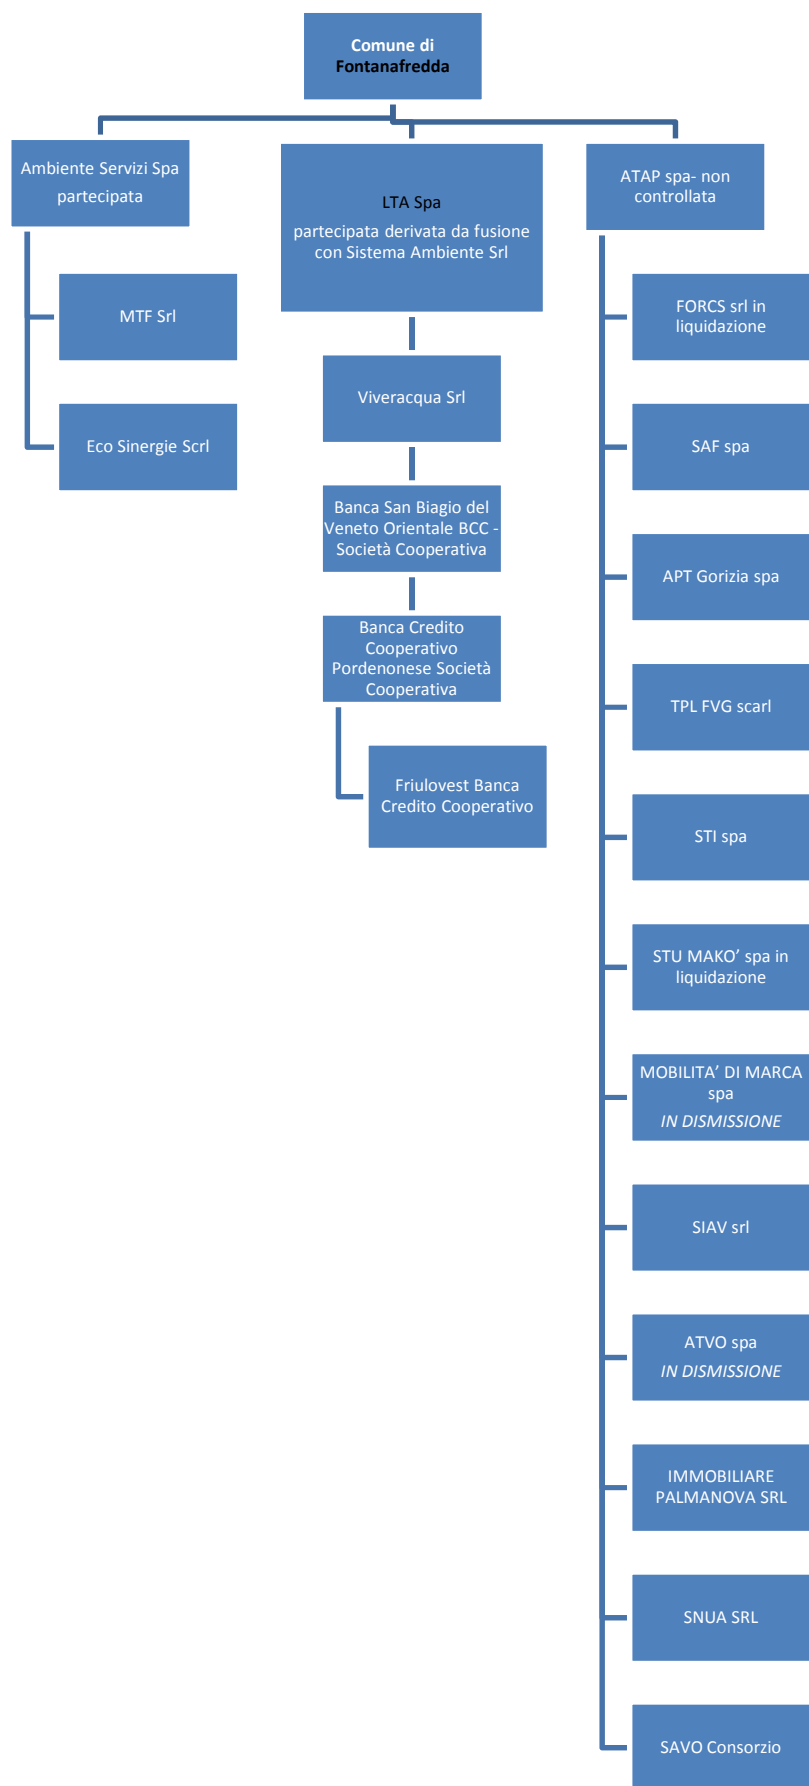 Comune di
Fontanafredda
Ambiente Servizi Spa
partecipata
MTF Srl
Eco Sinergie Scrl
LTA Spa
partecipata derivata da fusione
con Sistema Ambiente Srl
Viveracqua Srl
Banca San Biagio del
Veneto Orientale BCC -
Società Cooperativa
Banca Credito
Cooperativo
Pordenonese Società
Cooperativa
Friulovest Banca
Credito Cooperativo
ATAP spa- non
controllata
FORCS srl in
liquidazione
SAF spa
APT Gorizia spa
TPL FVG scarl
STI spa
STU MAKO’ spa in
liquidazione
MOBILITA’ DI MARCA
spa
IN DISMISSIONE
SIAV srl
ATVO spa
IN DISMISSIONE
IMMOBILIARE
PALMANOVA SRL
SNUA SRL
SAVO Consorzio